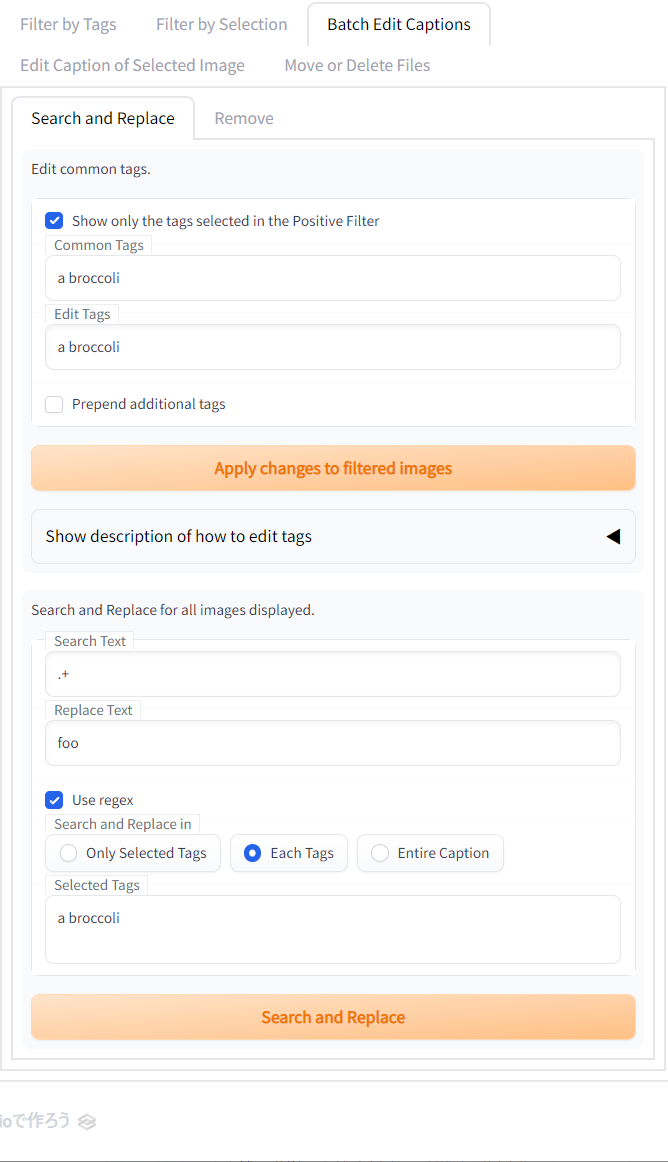 Filter by Tags Filter by Selection Batch Edit Captions
Edit Caption of Selected Image Move or Delete Files
Search and Replace Remove
Edit common tags.
Show only the tags selected in the Positive Filter
Common Tags
a broccoli
Edit Tags
a broccoli
Prepend additional tags
Apply changes to filtered images
Show description of how to edit tags
Search and Replace for all images displayed.
Search Text
.+
Replace Text
foo
Use regex
Search and Replace in
Only Selected Tags Each Tags Entire Caption
Selected Tags
a broccoli
Search and Replace
ioで作ろう